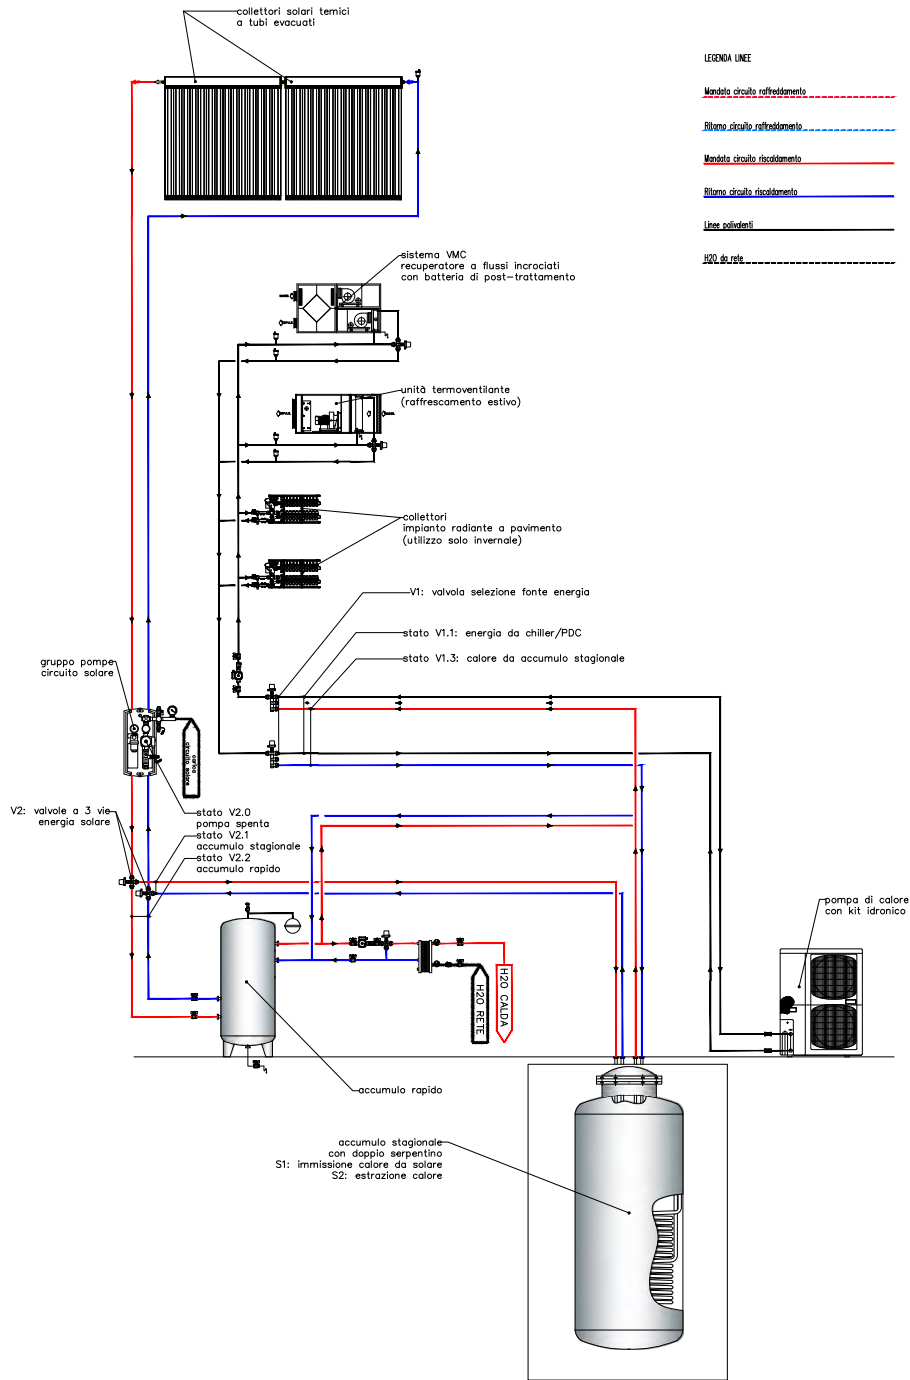 collettori solari temici
a tubi evacuati
LEGENDA LINEE
Mandata circuito raffreddamento
Ritorno circuito raffreddamento
Mandata circuito riscaldamento
Ritorno circuito riscaldamento
Linee polivalenti
H2O da rete
sistema VMC
recuperatore a flussi incrociati
con batteria di post-trattamento
unità termoventilante
(raffrescamento estivo)
collettori
impianto radiante a pavimento
(utilizzo solo invernale)
V1: valvola selezione fonte energia
stato V1.1: energia da chiller/PDC
stato V1.3: calore da accumulo stagionale
gruppo pompe
circuito solare
carica
circuito solare
V2: valvole a 3 vie
energia solare
stato V2.0
pompa spenta
stato V2.1
accumulo stagionale
stato V2.2
accumulo rapido
pompa di calore
con kit idronico
H2O RETE
H2O CALDA
accumulo rapido
accumulo stagionale
con doppio serpentino
S1: immissione calore da solare
S2: estrazione calore